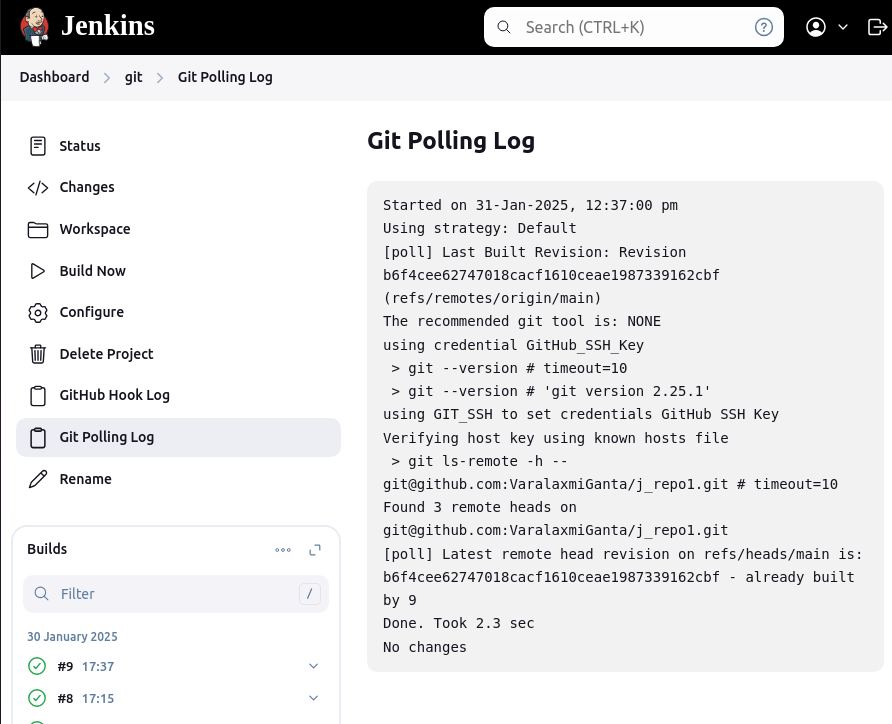 Jenkins
Search (CTRL+K)
?
Dashboard
git
Git Polling Log
Status
Changes
Workspace
Build Now
Configure
Delete Project
GitHub Hook Log
Git Polling Log
Rename
Builds
Filter
/
30 January 2025
#9 17:37
#8 17:15
Git Polling Log
Started on 31-Jan-2025, 12:37:00 pm
Using strategy: Default
[poll] Last Built Revision: Revision
b6f4cee62747018cacf1610ceae1987339162cbf
(refs/remotes/origin/main)
The recommended git tool is: NONE
using credential GitHub_SSH_Key
> git --version # timeout=10
> git --version # 'git version 2.25.1'
using GIT_SSH to set credentials GitHub SSH Key
Verifying host key using known hosts file
> git ls-remote -h --
git@github.com:VaralaxmiGanta/j_repo1.git # timeout=10
Found 3 remote heads on
git@github.com:VaralaxmiGanta/j_repo1.git
[poll] Latest remote head revision on refs/heads/main is:
b6f4cee62747018cacf1610ceae1987339162cbf - already built
by 9
Done. Took 2.3 sec
No changes